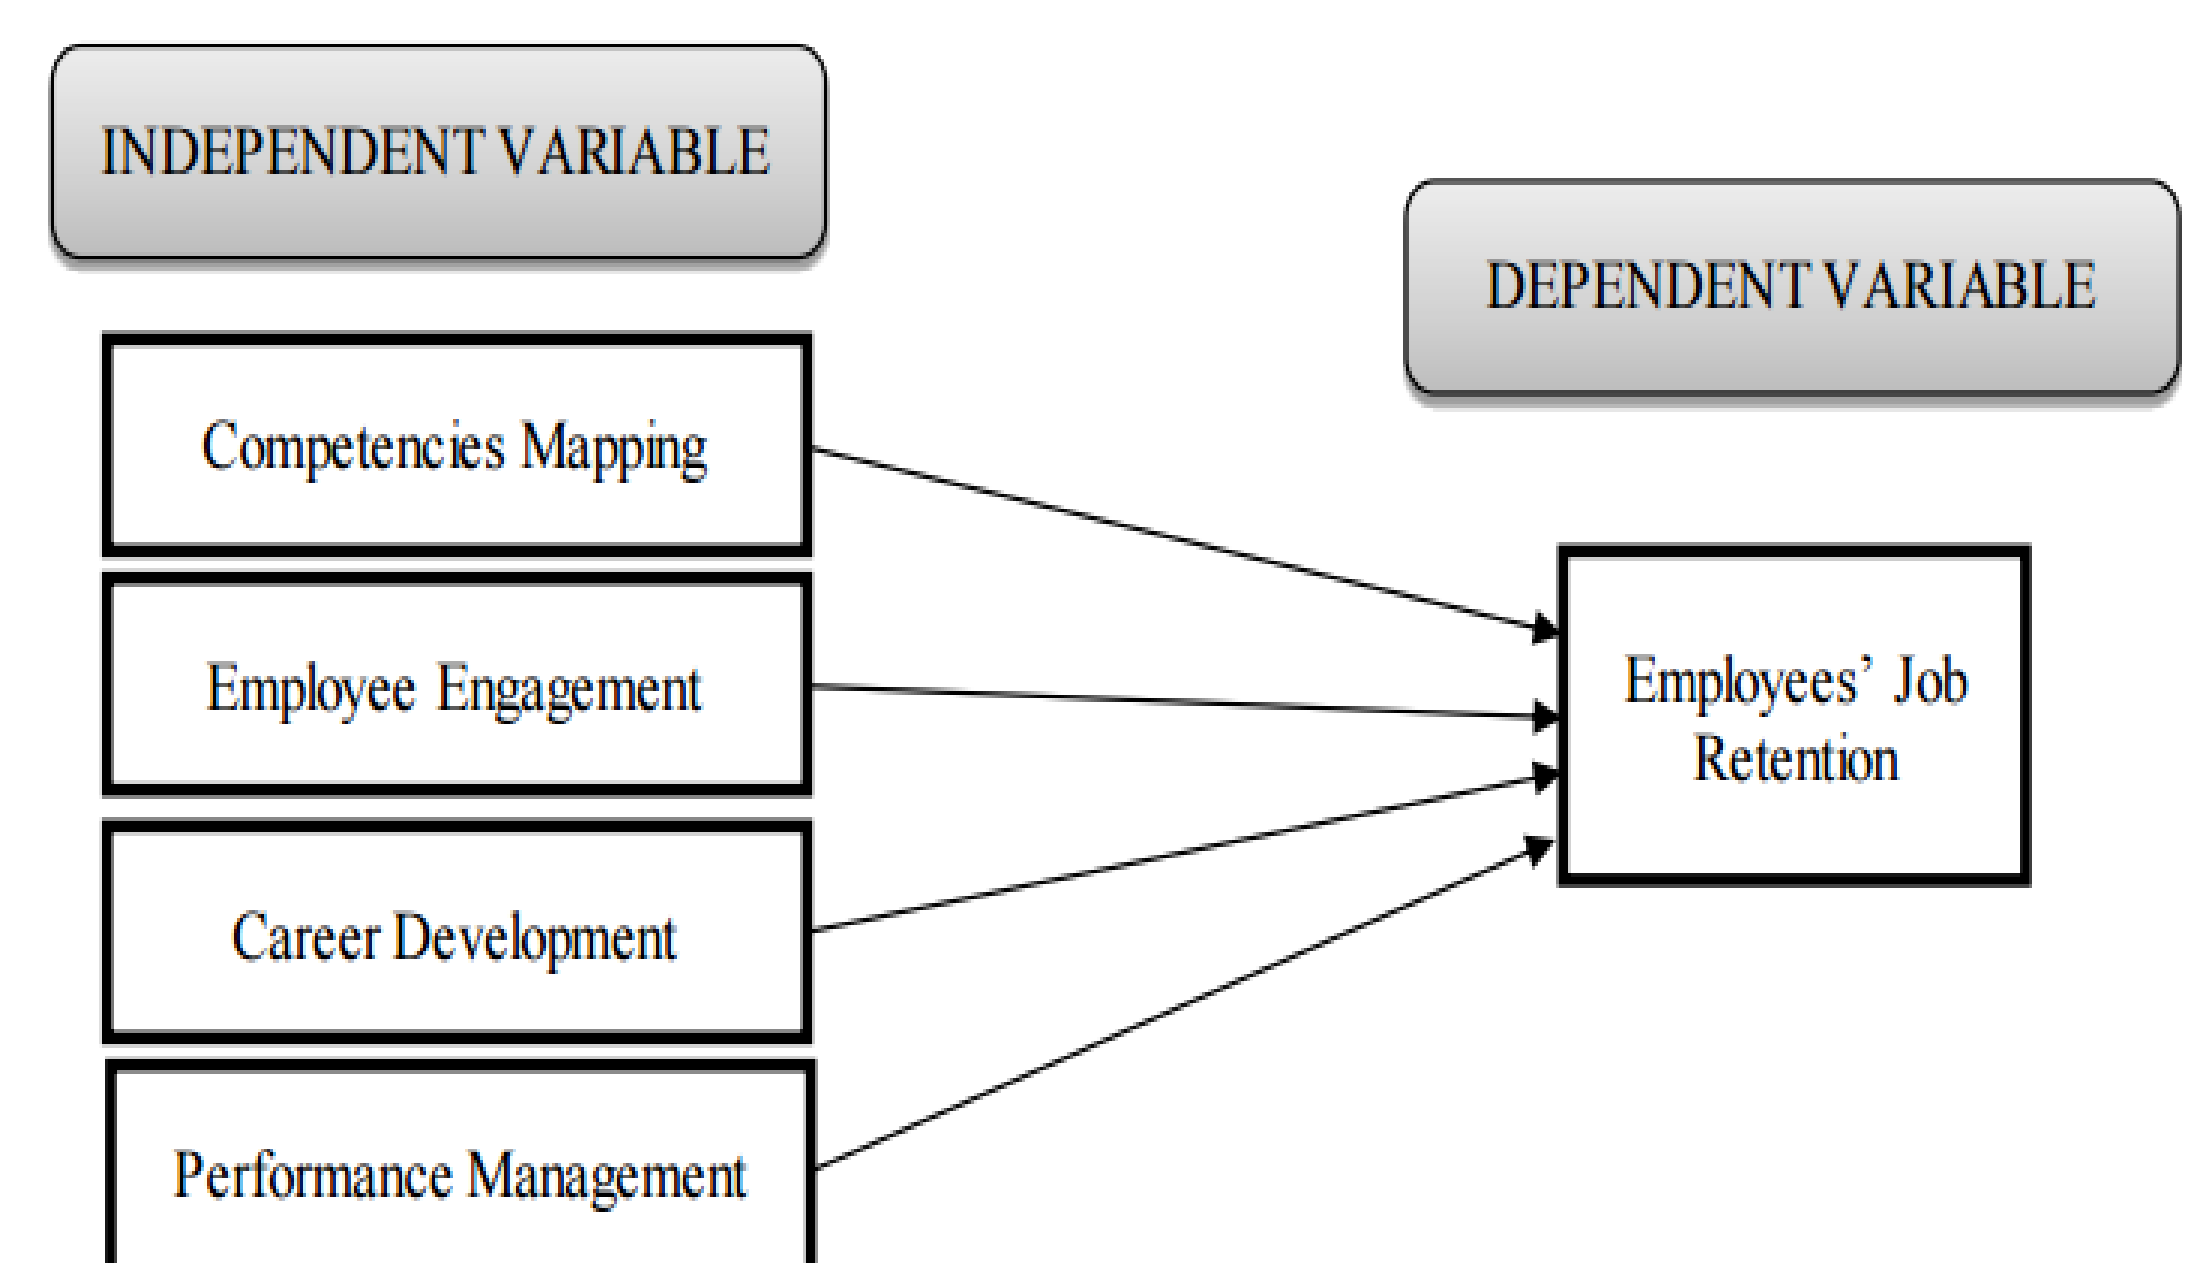 INDEPENDENT VARIABLE
DEPENDENT VARIABLE
Competencies Mapping
Employee Engagement
Employees’ Job
Retention
Career Development
Performance Management